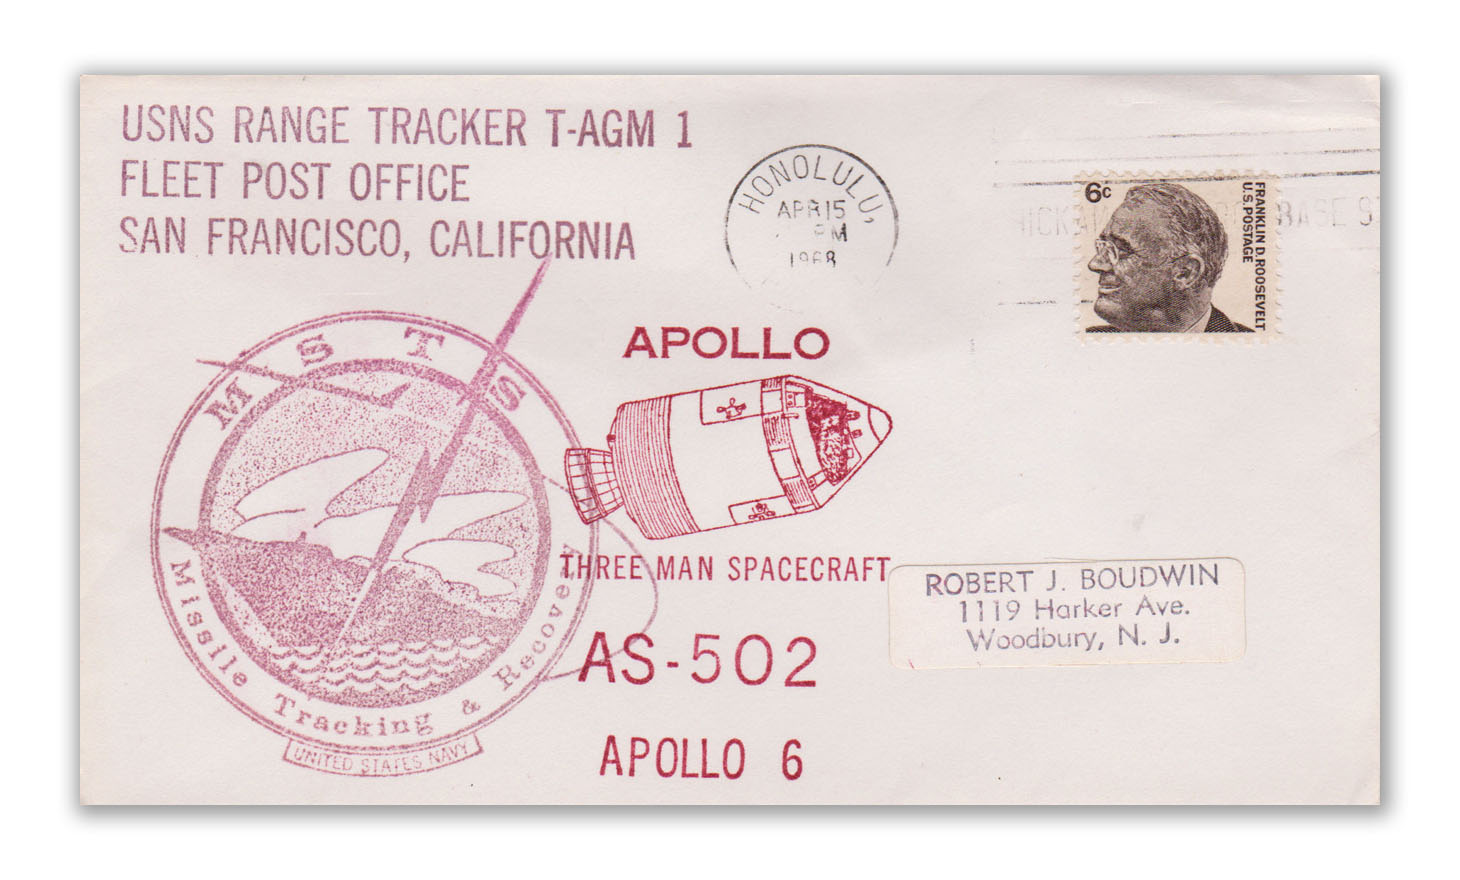 USNS RANGE TRACKER T-AGM 1
FLEET POST OFFICE
SAN FRANCISCO, CALIFORNIA
HONOLULU,
APR 15
PM
1968
6c
FRANKLIN D. ROOSEVELT
U.S. POSTAGE
BASE
MSTS
Missile Tracking & Recovery
UNITED STATES NAVY
APOLLO
THREE MAN SPACECRAFT
AS-502
APOLLO 6
ROBERT J. BOUDWIN
1119 Harker Ave.
Woodbury, N. J.